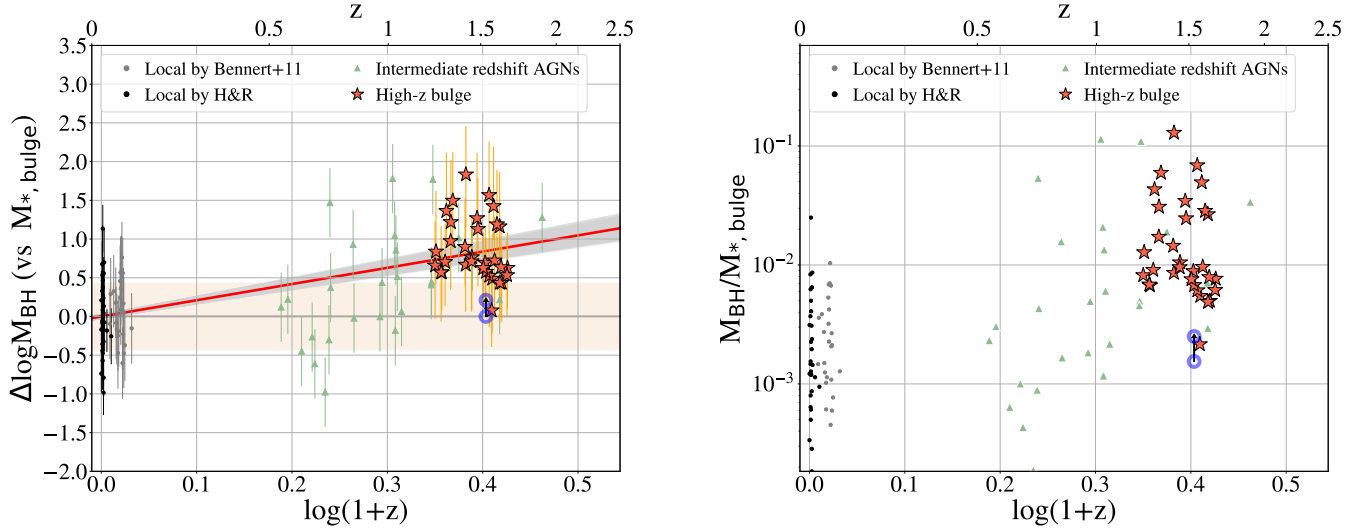 z
0 0.5 1 1.5 2 2.5
3.5
3.0
2.5
2.0
1.5
1.0
0.5
0.0
−0.5
−1.0
−1.5
−2.0
ΔlogM_BH (vs M_*, bulge)
Local by Bennert+11
Local by H&R
Intermediate redshift AGNs
High-z bulge
0.0 0.1 0.2 0.3 0.4 0.5
log(1+z)
z
0 0.5 1 1.5 2 2.5
10⁻¹
10⁻²
10⁻³
M_BH/M_*, bulge
Local by Bennert+11
Local by H&R
Intermediate redshift AGNs
High-z bulge
0.0 0.1 0.2 0.3 0.4 0.5
log(1+z)